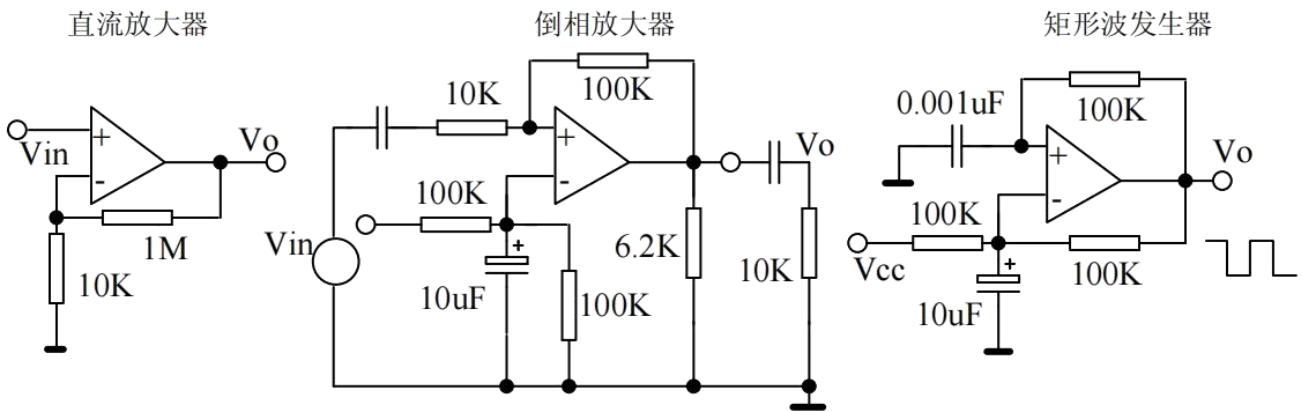 直流放大器
Vin
+
-
Vo
1M
10K
倒相放大器
100K
10K
+
-
Vo
100K
Vin
+
10uF
100K
6.2K
10K
矩形波发生器
100K
0.001uF
+
-
Vo
100K
Vcc
100K
+
10uF